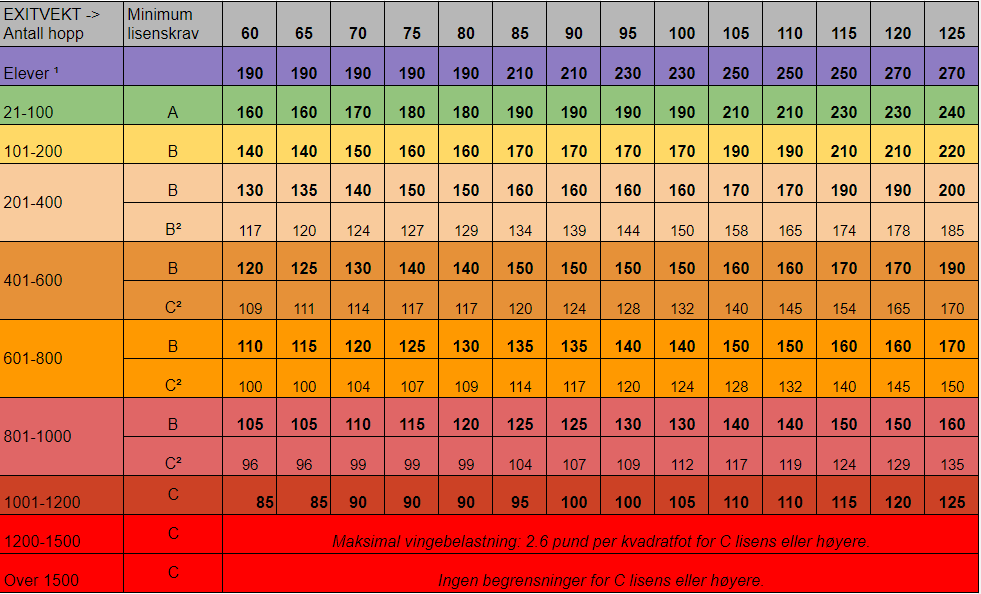 EXITVEKT -> Minimum
Antall hopp lisenskrav 60 65 70 75 80 85 90 95 100 105 110 115 120 125
Elever ¹ 190 190 190 190 190 210 210 230 230 250 250 250 270 270
21-100 A 160 160 170 180 180 190 190 190 190 210 210 230 230 240
101-200 B 140 140 150 160 160 170 170 170 170 190 190 210 210 220
201-400 B 130 135 140 150 150 160 160 160 160 170 170 190 190 200
B² 117 120 124 127 129 134 139 144 150 158 165 174 178 185
401-600 B 120 125 130 140 140 150 150 150 150 160 160 170 170 190
C² 109 111 114 117 117 120 124 128 132 140 145 154 165 170
601-800 B 110 115 120 125 130 135 135 140 140 150 150 160 160 170
C² 100 100 104 107 109 114 117 120 124 128 132 140 145 150
801-1000 B 105 105 110 115 120 125 125 130 130 140 140 150 150 160
C² 96 96 99 99 99 104 107 109 112 117 119 124 129 135
1001-1200 C 85 85 90 90 90 95 100 100 105 110 110 115 120 125
1200-1500 C Maksimal vingebelastning: 2.6 pund per kvadratfot for C lisens eller høyere.
Over 1500 C Ingen begrensninger for C lisens eller høyere.